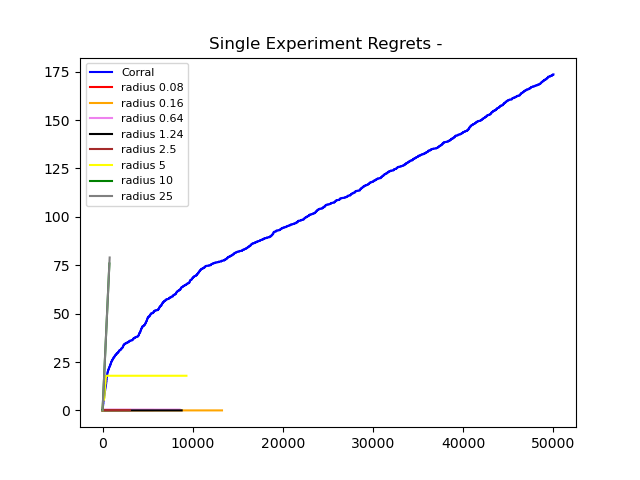 Single Experiment Regrets -
175
150
125
100
75
50
25
0
Corral
radius 0.08
radius 0.16
radius 0.64
radius 1.24
radius 2.5
radius 5
radius 10
radius 25
0
10000
20000
30000
40000
50000